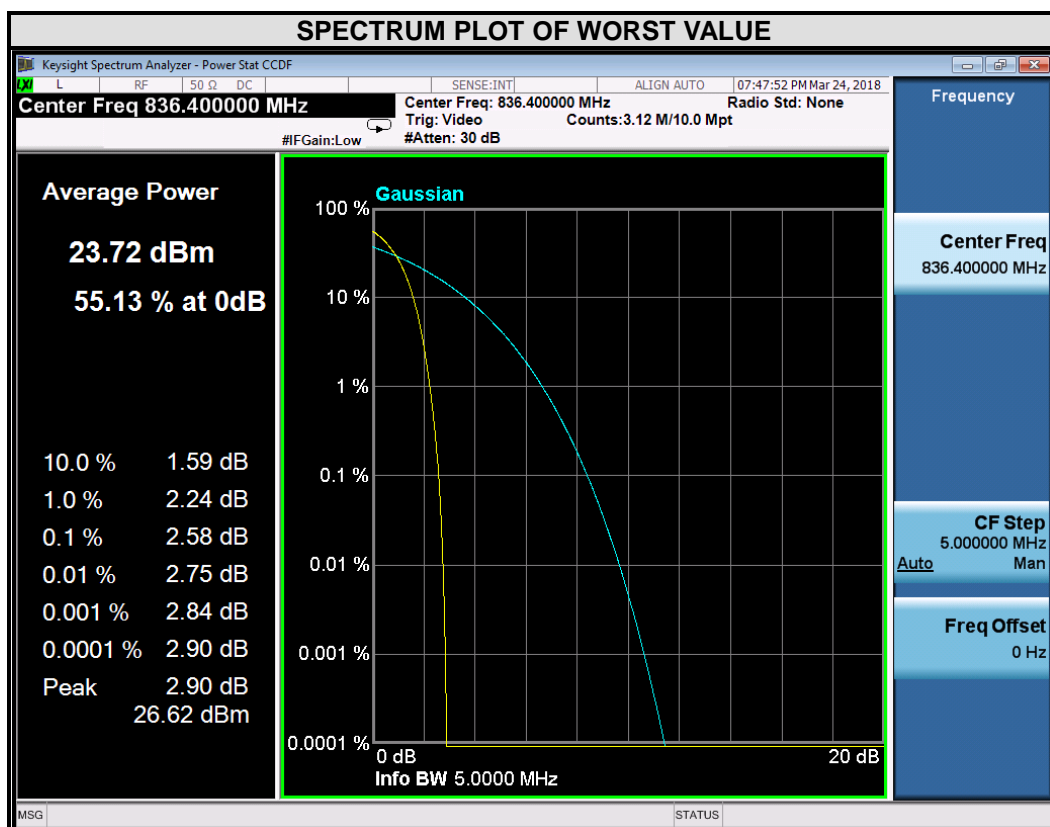 SPECTRUM PLOT OF WORST VALUE
Keysight Spectrum Analyzer - Power Stat CCDF
LXI L RF 50 Ω DC SENSE:INT ALIGN AUTO 07:47:52 PM Mar 24, 2018
Center Freq 836.400000 MHz
#IFGain:Low
Center Freq: 836.400000 MHz
Radio Std: None
Trig: Video
Counts:3.12 M/10.0 Mpt
#Atten: 30 dB
Average Power
23.72 dBm
55.13 % at 0dB
10.0 % 1.59 dB
1.0 % 2.24 dB
0.1 % 2.58 dB
0.01 % 2.75 dB
0.001 % 2.84 dB
0.0001 % 2.90 dB
Peak 2.90 dB
26.62 dBm
Gaussian
100 %
10 %
1 %
0.1 %
0.01 %
0.001 %
0.0001 %
0 dB
20 dB
Info BW 5.0000 MHz
Frequency
Center Freq
836.400000 MHz
CF Step
5.000000 MHz
Auto Man
Freq Offset
0 Hz
MSG
STATUS